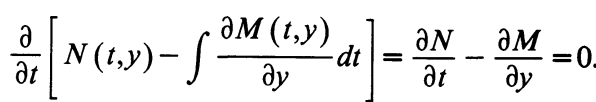 ∂/∂t [ N(t,y) − ∫ ∂M(t,y)/∂y dt ] = ∂N/∂t − ∂M/∂y = 0.